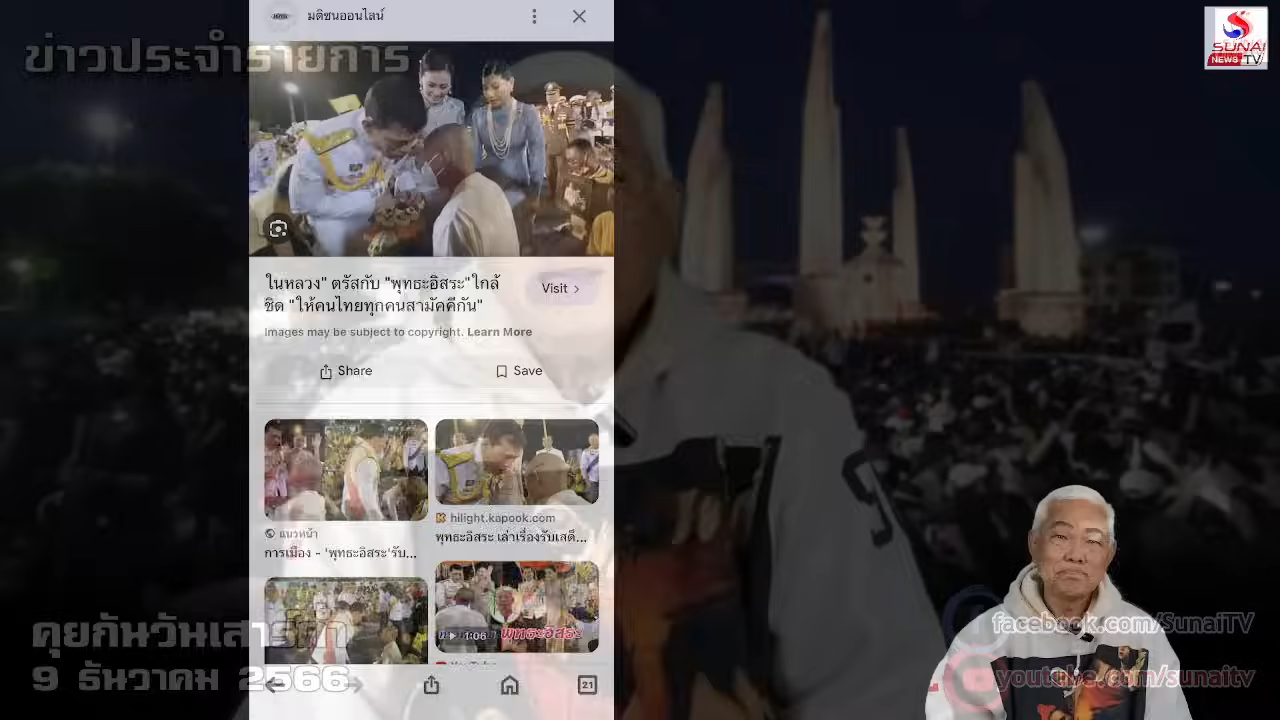 มติชนออนไลน์
ข่าวประจำรายการ
SUNAI
NEWS TV
ในหลวง" ตรัสกับ "พุทธะอิสระ"ใกล้
ชิด "ให้คนไทยทุกคนสามัคคีกัน"
Visit >
Images may be subject to copyright. Learn More
Share
Save
แนวหน้า
การเมือง - 'พุทธะอิสระ'รับ...
hilight.kapook.com
พุทธะอิสระ เล่าเรื่องรับเสด็...
1:06
พุทธะอิสระ
YouTube
คุยกันวันเสาร์
9 ธันวาคม 2566
21
facebook.com/SunaiTV
youtube.com/sunaitv